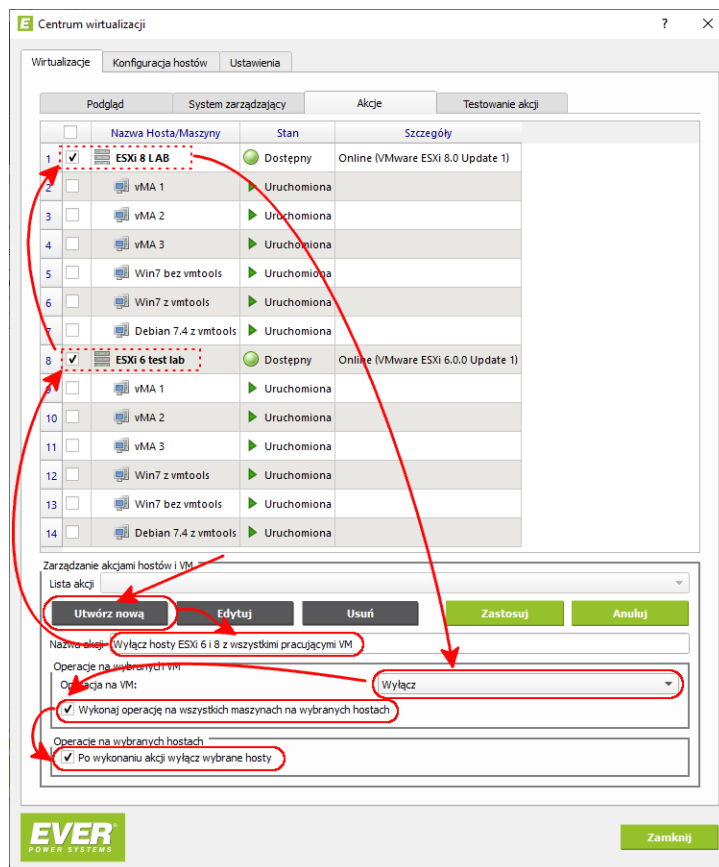 Centrum wirtualizacji ? X
Wirtualizacje Konfiguracja hostów Ustawienia
Podgląd System zarządzający Akcje Testowanie akcji
Nazwa Hosta/Maszyny Stan Szczegóły
1 ESXi 8 LAB Dostępny Online (VMware ESXi 8.0 Update 1)
2 vMA 1 Uruchomiona
3 vMA 2 Uruchomiona
4 vMA 3 Uruchomiona
5 Win7 bez vmtools Uruchomiona
6 Win7 z vmtools Uruchomiona
7 Debian 7.4 z vmtools Uruchomiona
8 ESXi 6 test lab Dostępny Online (VMware ESXi 6.0.0 Update 1)
9 vMA 1 Uruchomiona
10 vMA 2 Uruchomiona
11 vMA 3 Uruchomiona
12 Win7 z vmtools Uruchomiona
13 Win7 bez vmtools Uruchomiona
14 Debian 7.4 z vmtools Uruchomiona
Zarządzanie akcjami hostów i VM
Lista akcji
Utwórz nową Edytuj Usuń Zastosuj Anuluj
Nazwa akcji Wyłącz hosty ESXi 6 i 8 z wszystkimi pracującymi VM
Operacje na wybranych VM
Operacja na VM: Wyłącz
Wykonaj operację na wszystkich maszynach na wybranych hostach
Operacje na wybranych hostach
Po wykonaniu akcji wyłącz wybrane hosty
EVER
POWER SYSTEMS
Zamknij